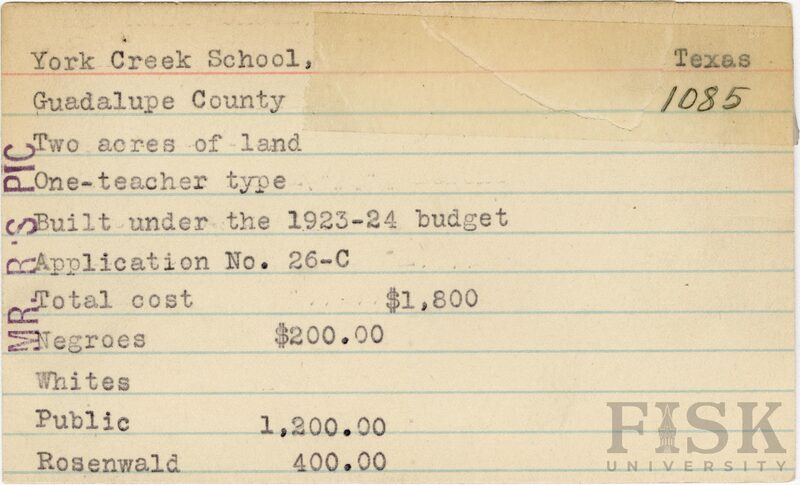 York Creek School, Texas
Guadalupe County 1085
Two acres of land
One-teacher type
Built under the 1923-24 budget
Application No. 26-C
Total cost $1,800
Negroes $200.00
Whites
Public 1,200.00
Rosenwald 400.00
MR. R'S PIC
FISK
UNIVERSITY